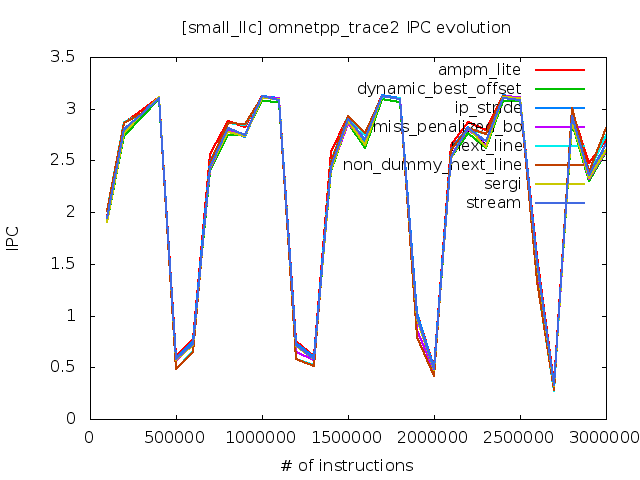 [small_llc] omnetpp_trace2 IPC evolution
3.5
3
2.5
2
1.5
1
0.5
0
IPC
ampm_lite
dynamic_best_offset
ip_stride
miss_penalizer_bo
next_line
non_dummy_next_line
sergi
stream
0 500000 1000000 1500000 2000000 2500000 3000000
# of instructions